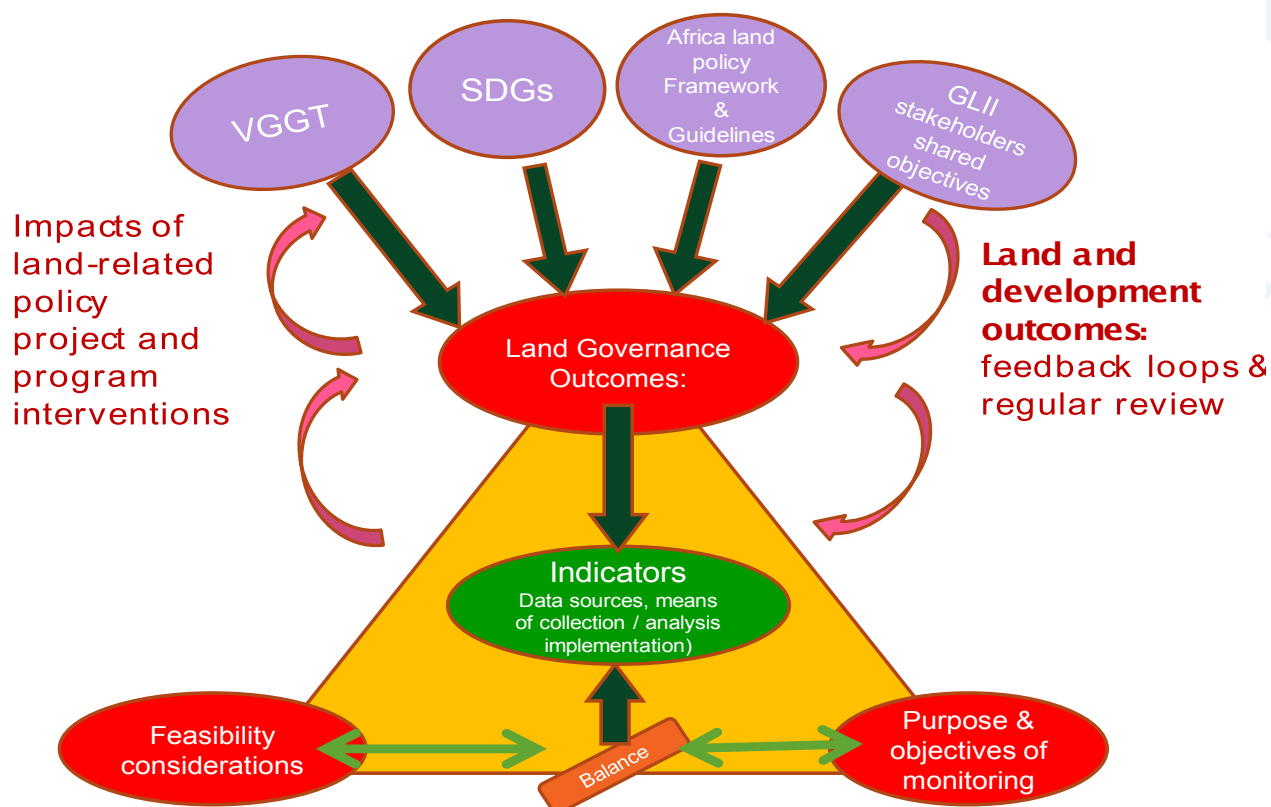 VGGT
SDGs
Africa land
policy
Framework
&
Guidelines
GLII
stakeholders
shared
objectives
Impacts of
land-related
policy
project and
program
interventions
Land and
development
outcomes:
feedback loops &
regular review
Land Governance
Outcomes:
Indicators
Data sources, means
of collection / analysis
implementation)
Feasibility
considerations
Balance
Purpose &
objectives of
monitoring